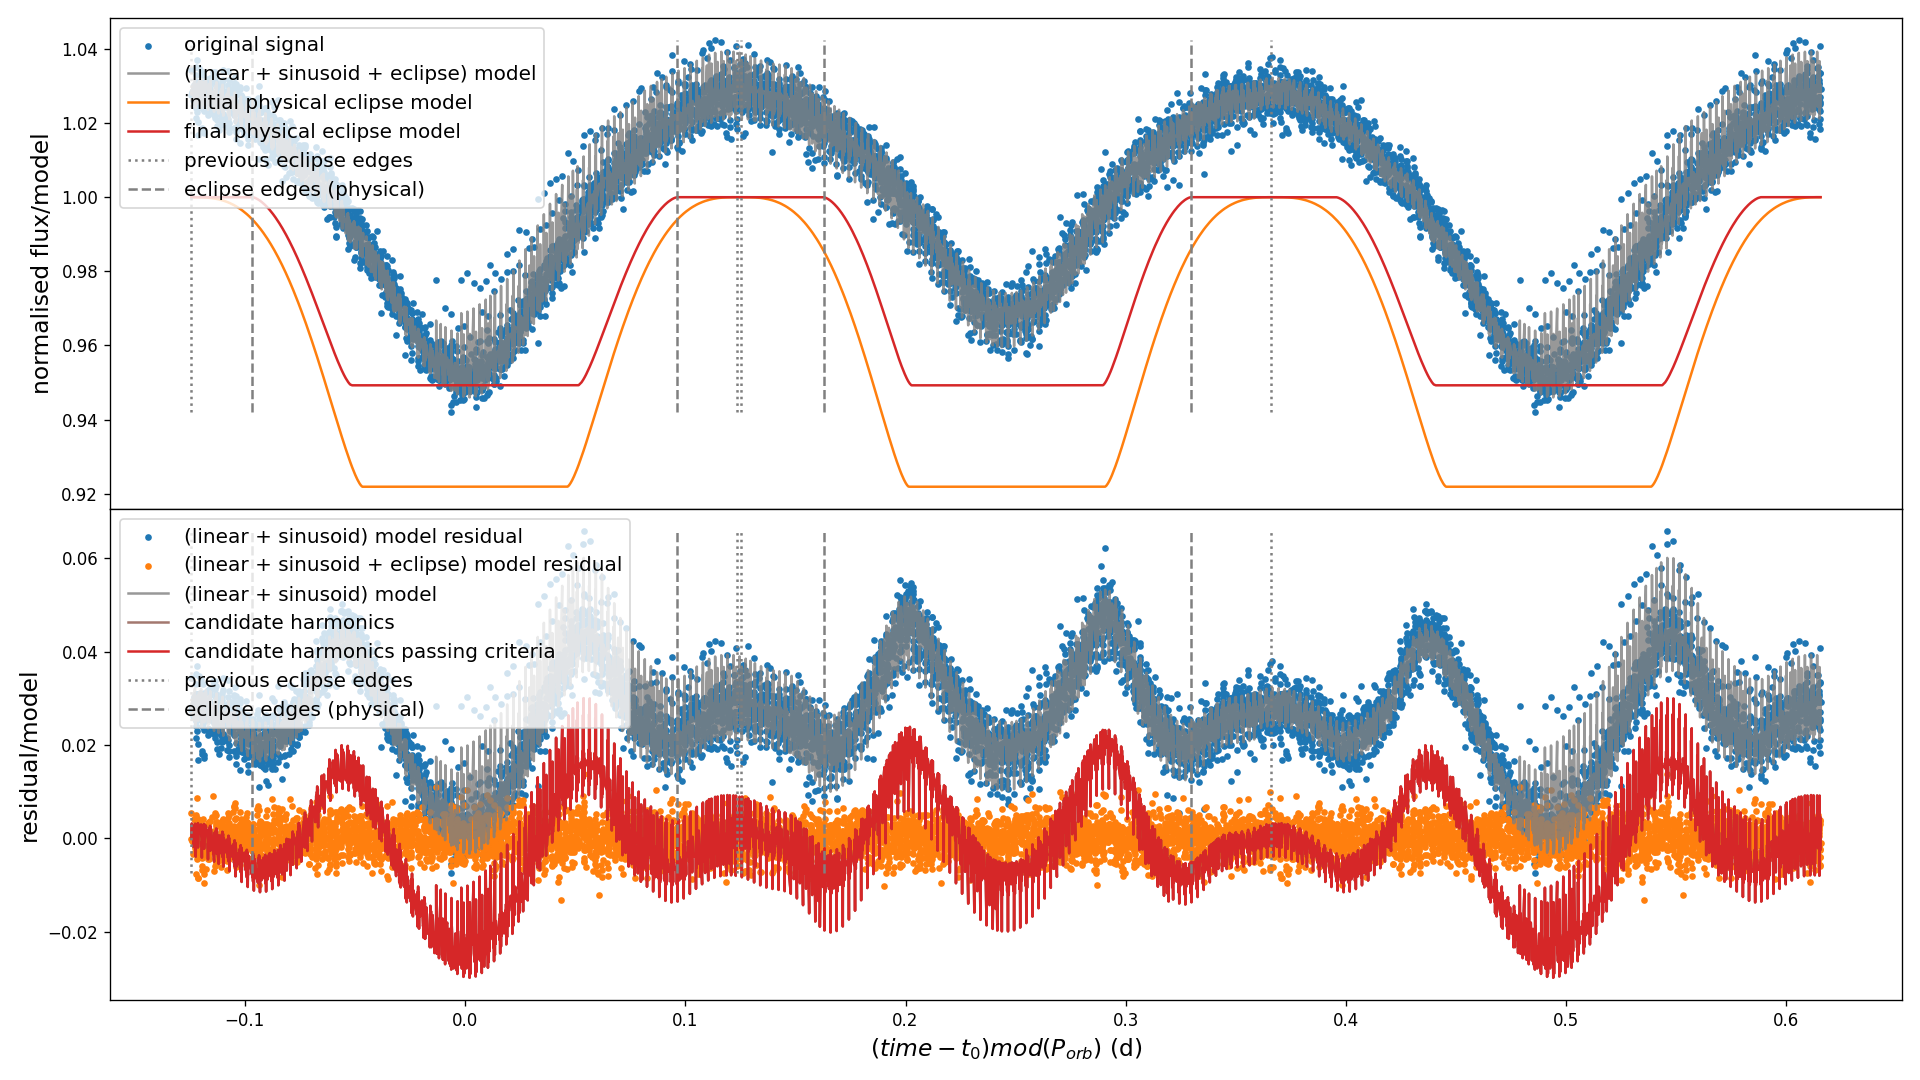 original signal
(linear + sinusoid + eclipse) model
initial physical eclipse model
final physical eclipse model
previous eclipse edges
eclipse edges (physical)
normalised flux/model
1.04
1.02
1.00
0.98
0.96
0.94
0.92
(linear + sinusoid) model residual
(linear + sinusoid + eclipse) model residual
(linear + sinusoid) model
candidate harmonics
candidate harmonics passing criteria
previous eclipse edges
eclipse edges (physical)
residual/model
0.06
0.04
0.02
0.00
−0.02
−0.1 0.0 0.1 0.2 0.3 0.4 0.5 0.6
(time − t₀)mod(P_orb) (d)